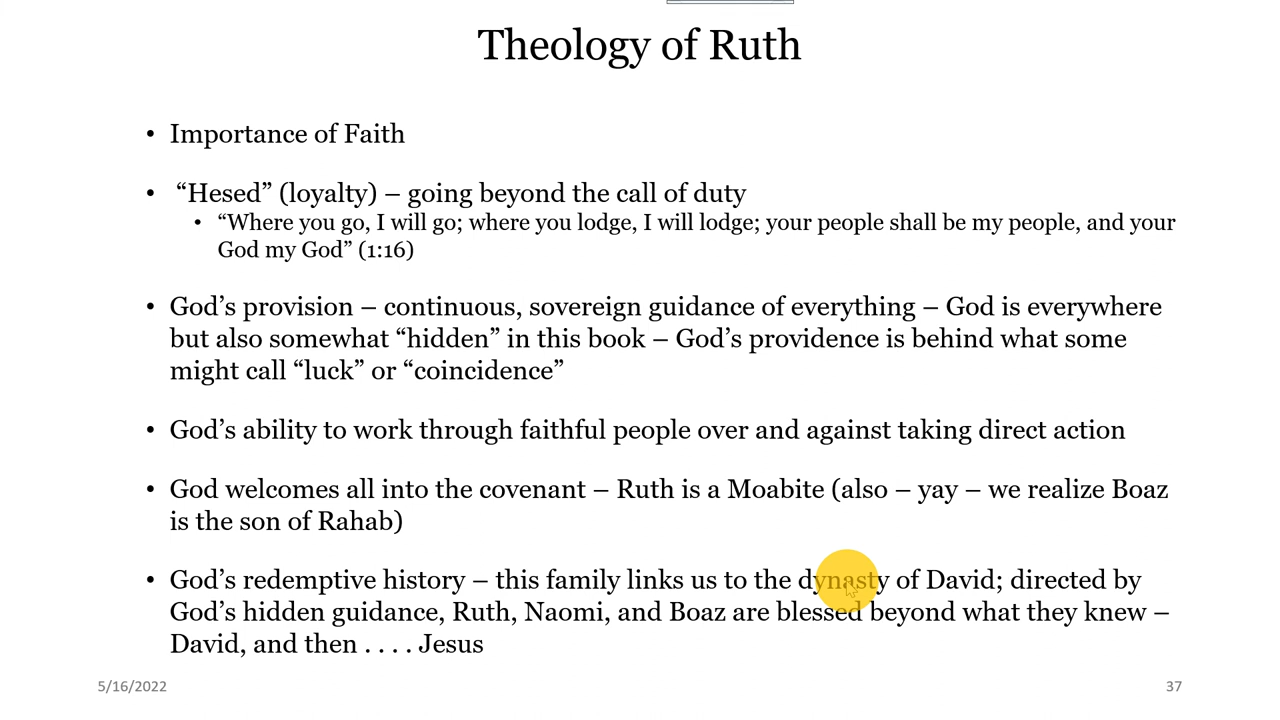 Theology of Ruth
• Importance of Faith
• “Hesed” (loyalty) – going beyond the call of duty
• “Where you go, I will go; where you lodge, I will lodge; your people shall be my people, and your
God my God” (1:16)
• God’s provision – continuous, sovereign guidance of everything – God is everywhere
but also somewhat “hidden” in this book – God’s providence is behind what some
might call “luck” or “coincidence”
• God’s ability to work through faithful people over and against taking direct action
• God welcomes all into the covenant – Ruth is a Moabite (also – yay – we realize Boaz
is the son of Rahab)
• God’s redemptive history – this family links us to the dynasty of David; directed by
God’s hidden guidance, Ruth, Naomi, and Boaz are blessed beyond what they knew –
David, and then . . . . Jesus
5/16/2022
37